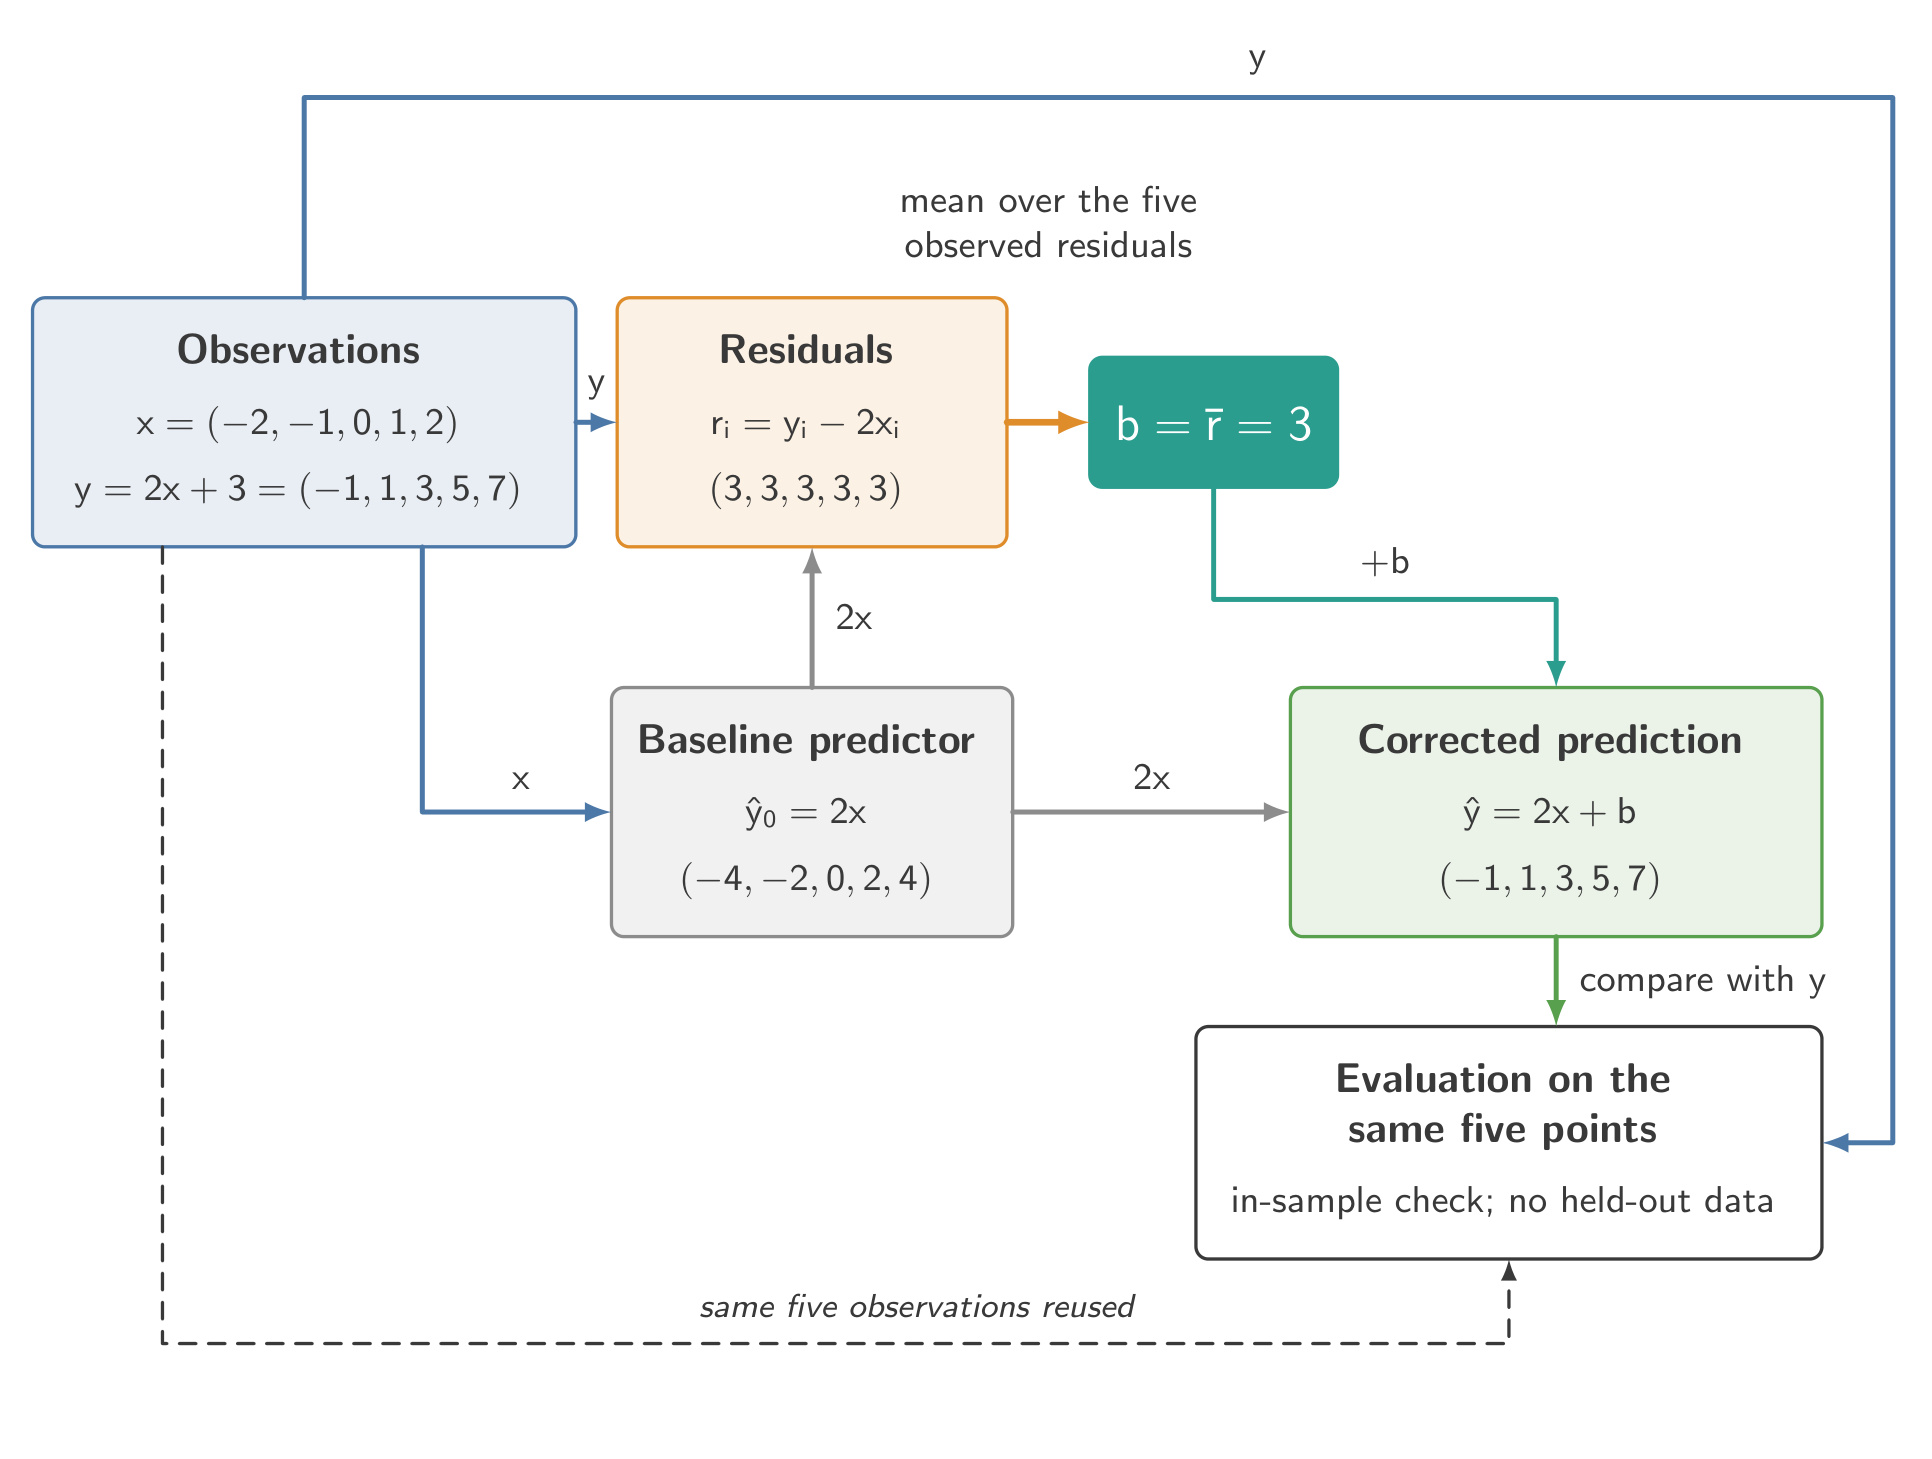 y
mean over the five
observed residuals
Observations
x = (−2, −1, 0, 1, 2)
y = 2x + 3 = (−1, 1, 3, 5, 7)
y
Residuals
rᵢ = yᵢ − 2xᵢ
(3, 3, 3, 3, 3)
b = r̄ = 3
+b
2x
x
Baseline predictor
ŷ₀ = 2x
(−4, −2, 0, 2, 4)
2x
Corrected prediction
ŷ = 2x + b
(−1, 1, 3, 5, 7)
compare with y
Evaluation on the
same five points
in-sample check; no held-out data
same five observations reused